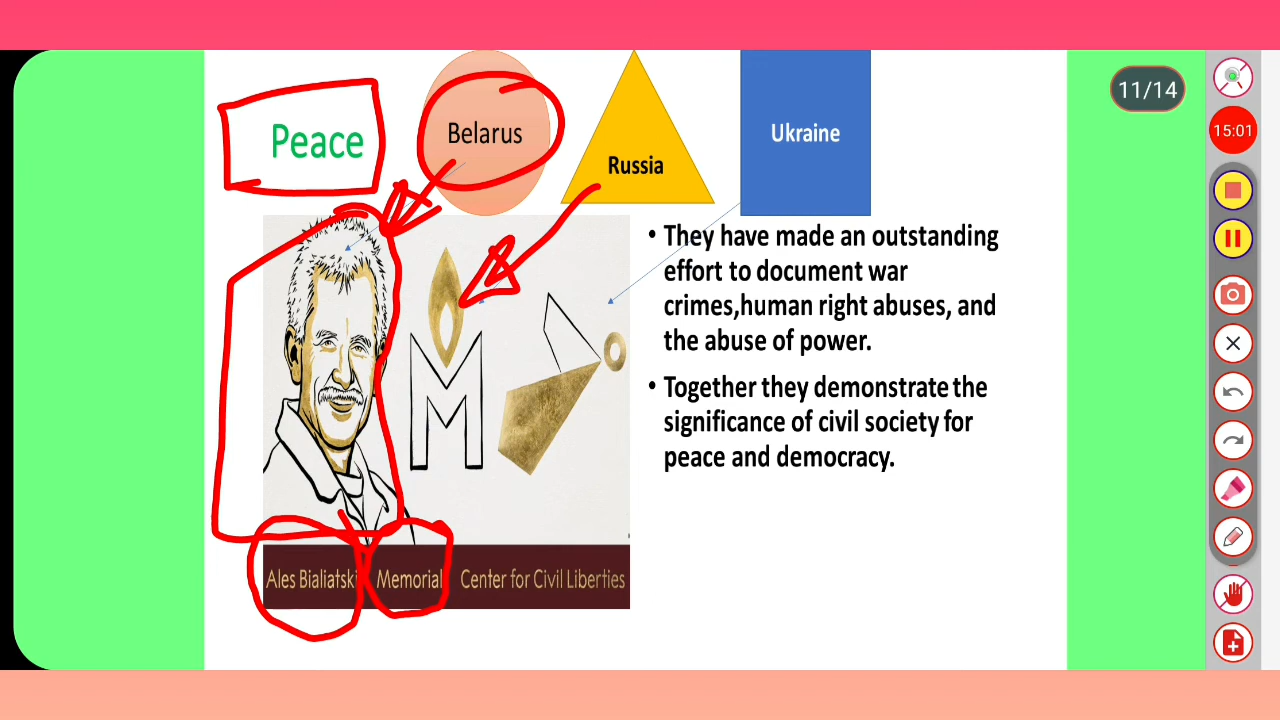 11/14
15:01
Peace
Belarus
Russia
Ukraine
• They have made an outstanding
effort to document war
crimes,human right abuses, and
the abuse of power.
• Together they demonstrate the
significance of civil society for
peace and democracy.
M
Ales Bialiatski Memorial Center for Civil Liberties